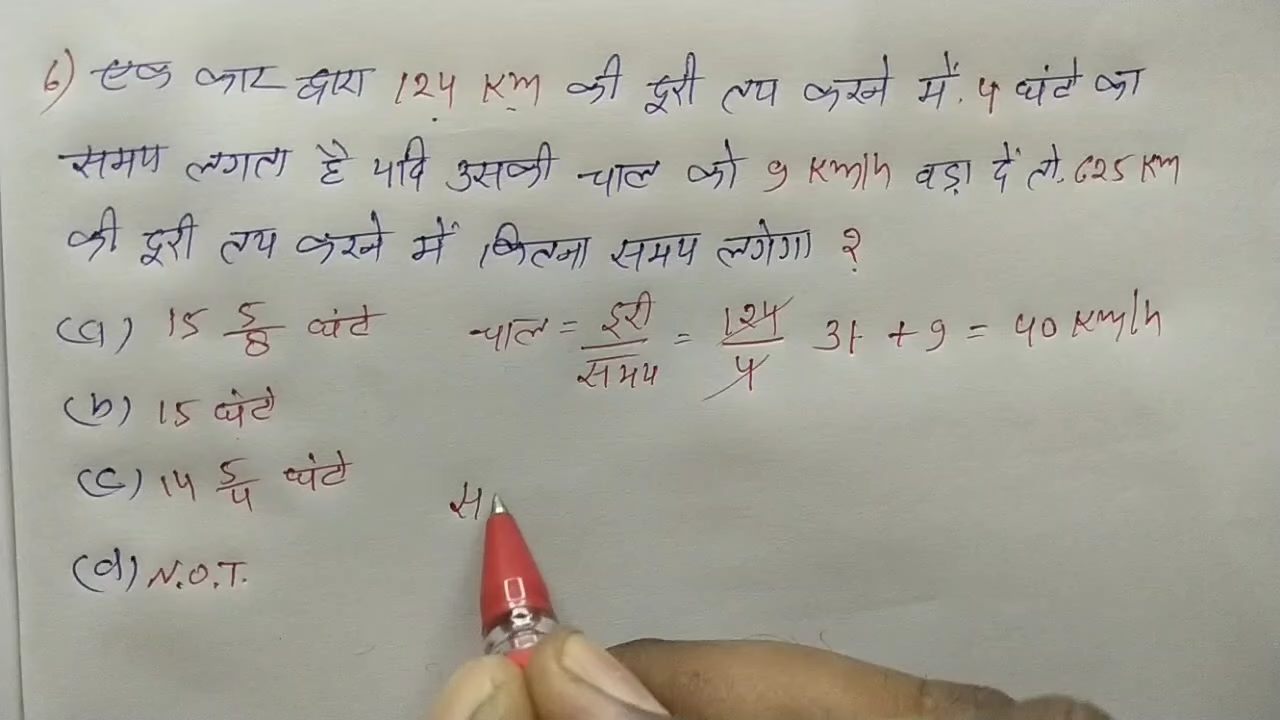 6) एक कार द्वारा 124 Km की दूरी तय करने में 4 घंटे का
समय लगता है यदि उसकी चाल को 9 Km/h बड़ा दें तो 625 Km
की दूरी तय करने में कितना समय लगेगा ?
(a) 15 5/8 घंटे
चाल = दूरी/समय = 124/4 31 + 9 = 40 Km/h
(b) 15 घंटे
(c) 14 5/4 घंटे
स
(d) N.O.T.